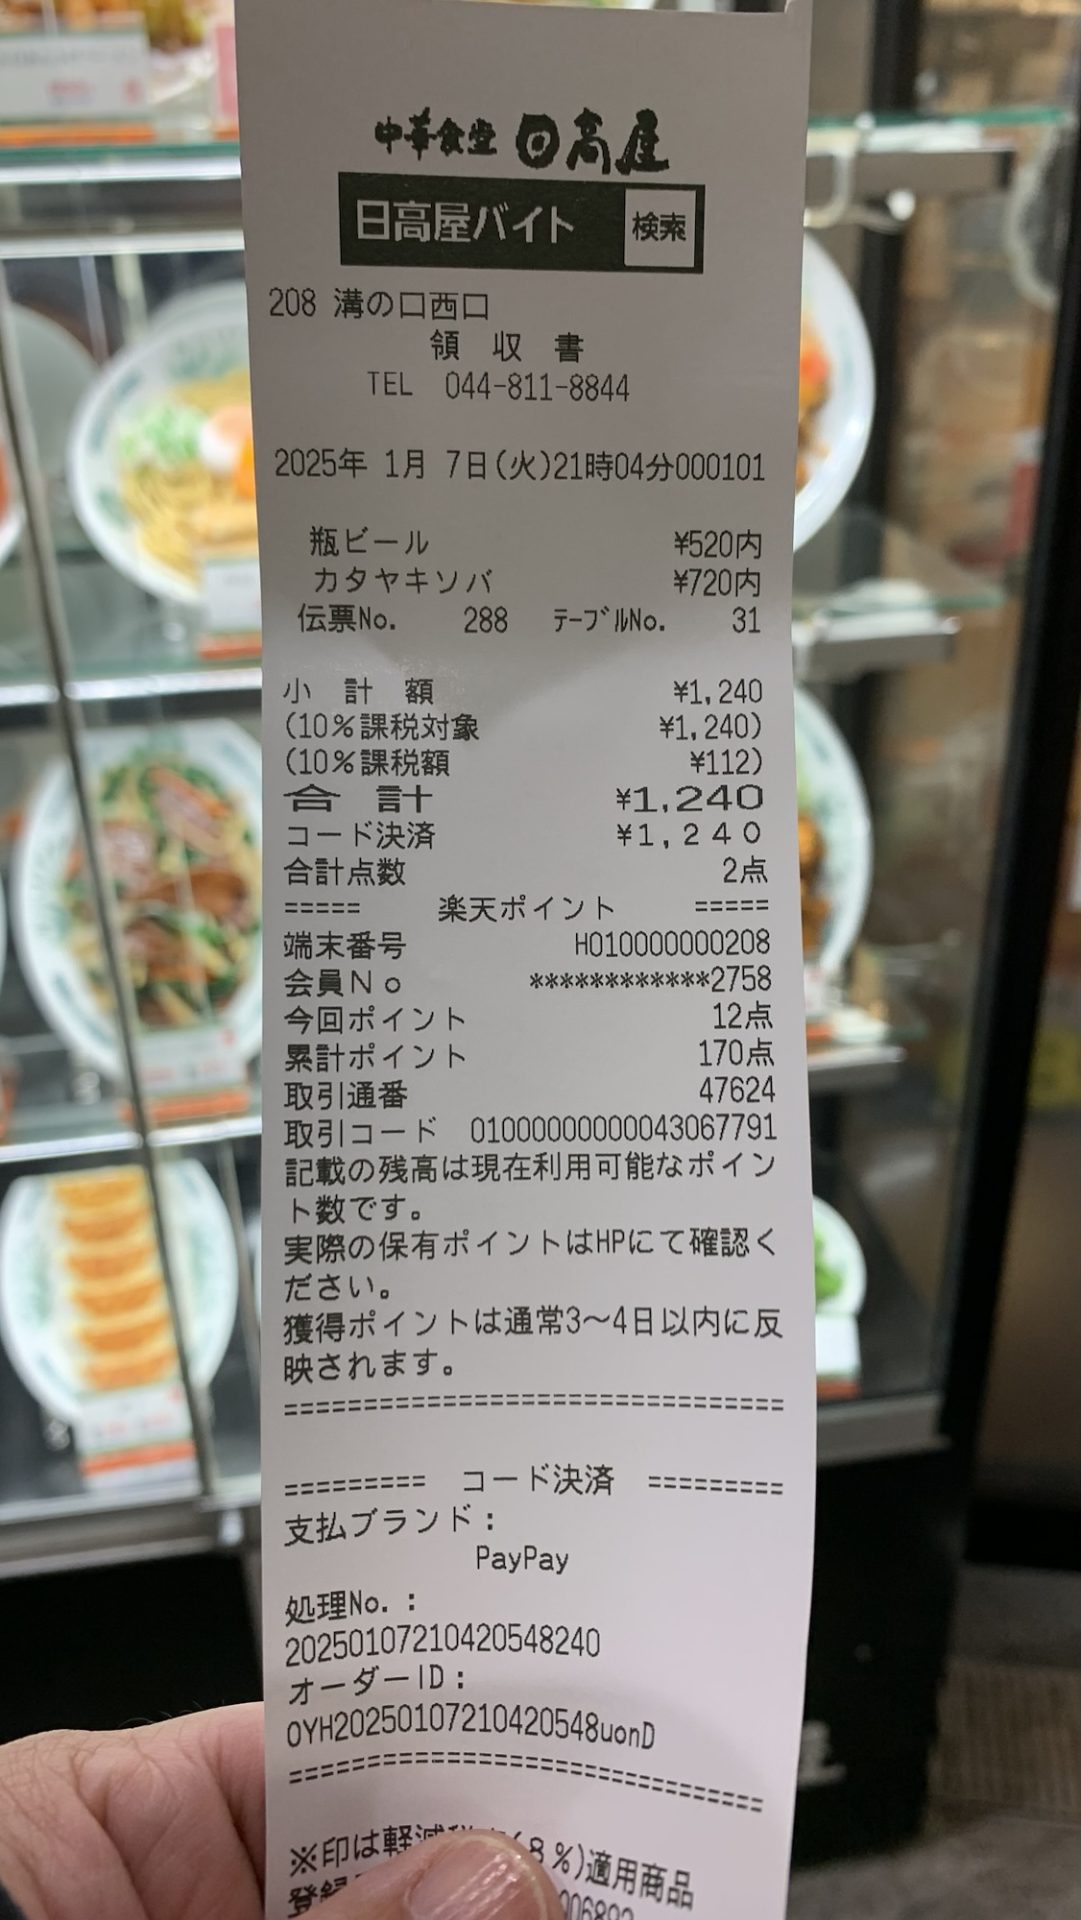 中華食堂 日高屋
日高屋バイト 検索
208 溝の口西口
領 収 書
TEL 044-811-8844
2025年 1月 7日(火)21時04分000101
瓶ビール ¥520内
カタヤキソバ ¥720内
伝票No. 288 ﾃｰﾌﾞﾙNo. 31
小 計 額 ¥1,240
(10%課税対象 ¥1,240)
(10%課税額 ¥112)
合 計 ¥1,240
コード決済 ¥1,240
合計点数 2点
===== 楽天ポイント =====
端末番号 H010000000208
会員No ************2758
今回ポイント 12点
累計ポイント 170点
取引通番 47624
取引コード 01000000000043067791
記載の残高は現在利用可能なポイン
ト数です。
実際の保有ポイントはHPにて確認く
ださい。
獲得ポイントは通常3〜4日以内に反
映されます。
=================================
========= コード決済 =========
支払ブランド：
PayPay
処理No.：
20250107210420548240
オーダーID：
OYH20250107210420548uonD
=================================
※印は軽減税 (8%)適用商品
登録